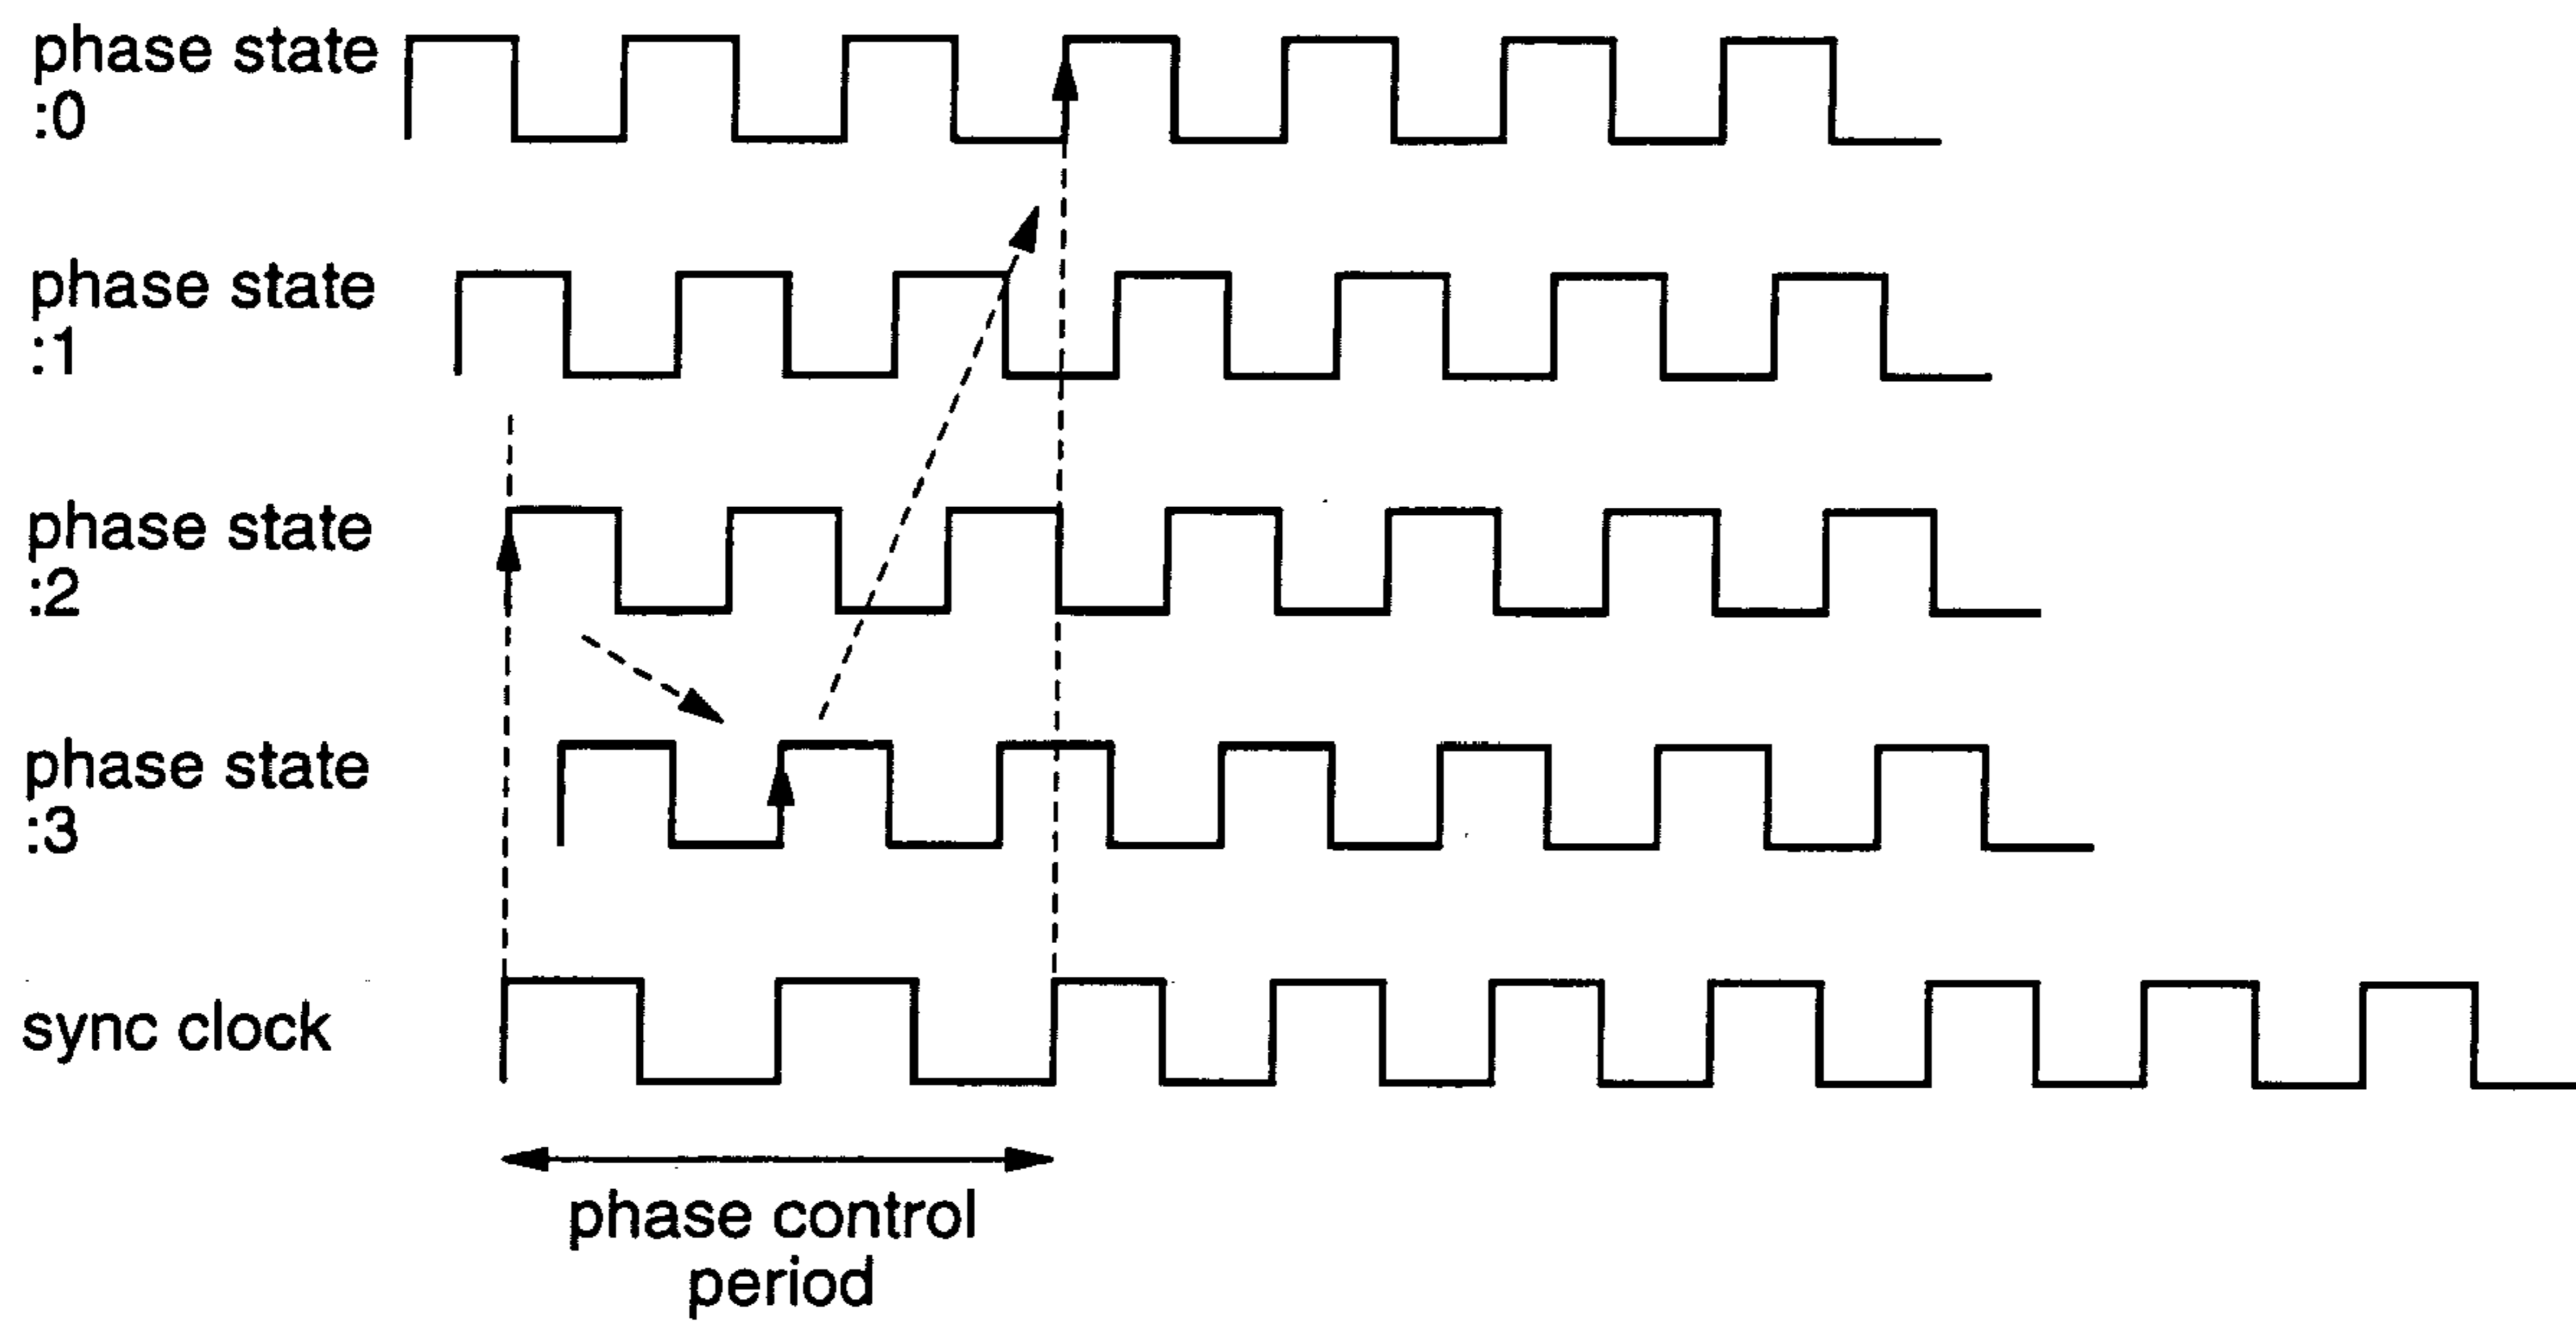 phase state
:0
phase state
:1
phase state
:2
phase state
:3
sync clock
phase control
period